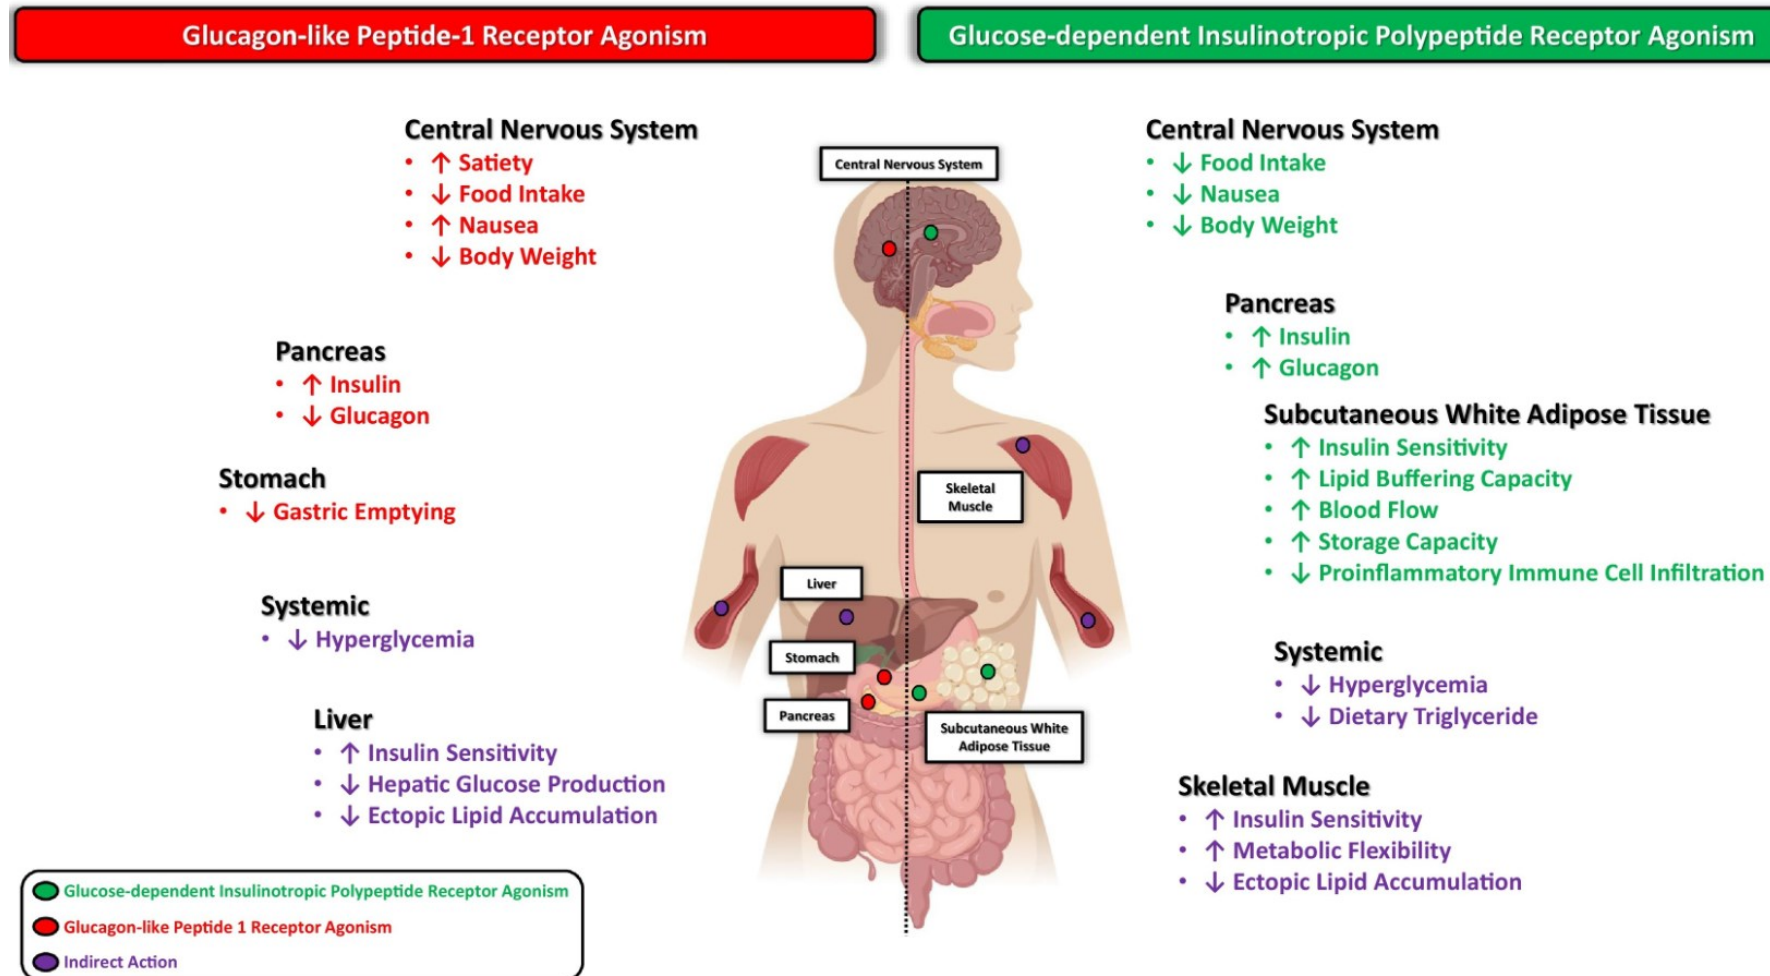 Glucagon-like Peptide-1 Receptor Agonism
Glucose-dependent Insulinotropic Polypeptide Receptor Agonism
Central Nervous System
• ↑ Satiety
• ↓ Food Intake
• ↑ Nausea
• ↓ Body Weight
Pancreas
• ↑ Insulin
• ↓ Glucagon
Stomach
• ↓ Gastric Emptying
Systemic
• ↓ Hyperglycemia
Liver
• ↑ Insulin Sensitivity
• ↓ Hepatic Glucose Production
• ↓ Ectopic Lipid Accumulation
Central Nervous System
Skeletal
Muscle
Liver
Stomach
Pancreas
Subcutaneous White
Adipose Tissue
Central Nervous System
• ↓ Food Intake
• ↓ Nausea
• ↓ Body Weight
Pancreas
• ↑ Insulin
• ↑ Glucagon
Subcutaneous White Adipose Tissue
• ↑ Insulin Sensitivity
• ↑ Lipid Buffering Capacity
• ↑ Blood Flow
• ↑ Storage Capacity
• ↓ Proinflammatory Immune Cell Infiltration
Systemic
• ↓ Hyperglycemia
• ↓ Dietary Triglyceride
Skeletal Muscle
• ↑ Insulin Sensitivity
• ↑ Metabolic Flexibility
• ↓ Ectopic Lipid Accumulation
Glucose-dependent Insulinotropic Polypeptide Receptor Agonism
Glucagon-like Peptide 1 Receptor Agonism
Indirect Action